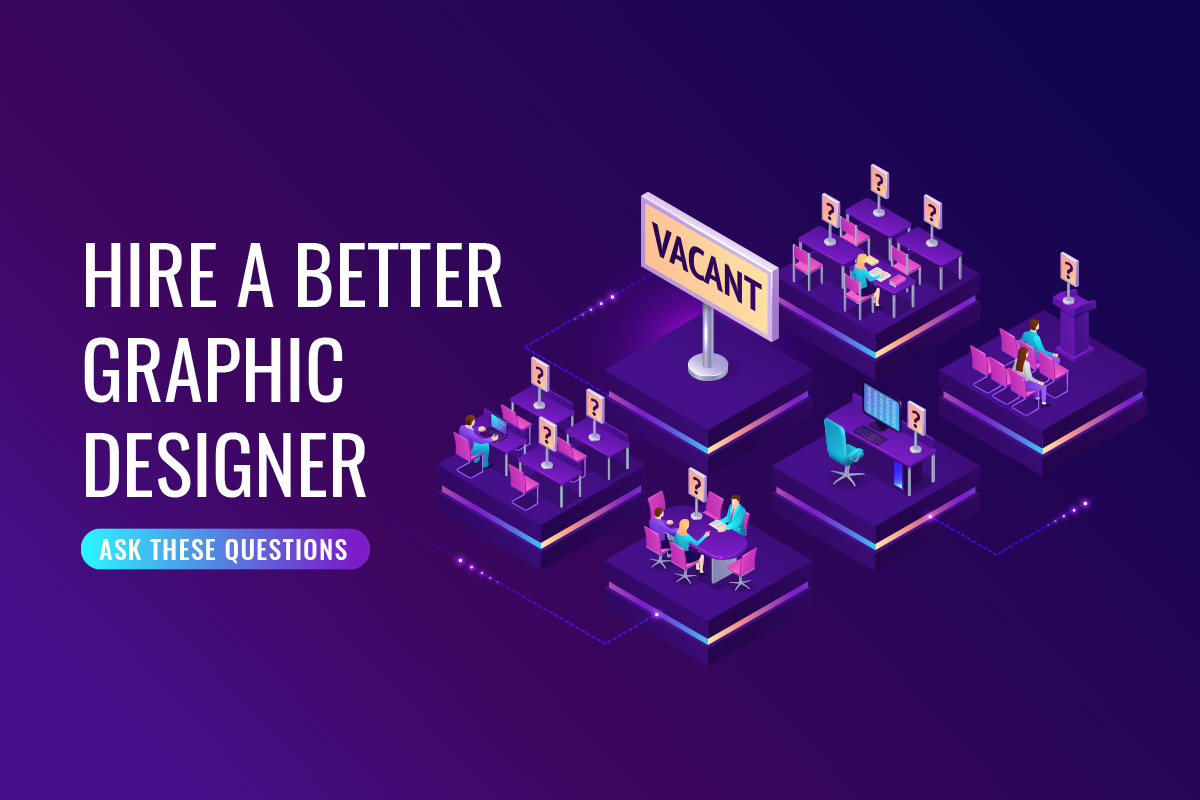 HIRE A BETTER
GRAPHIC
DESIGNER
ASK THESE QUESTIONS
VACANT
?
?
?
?
?
?
?
?
?